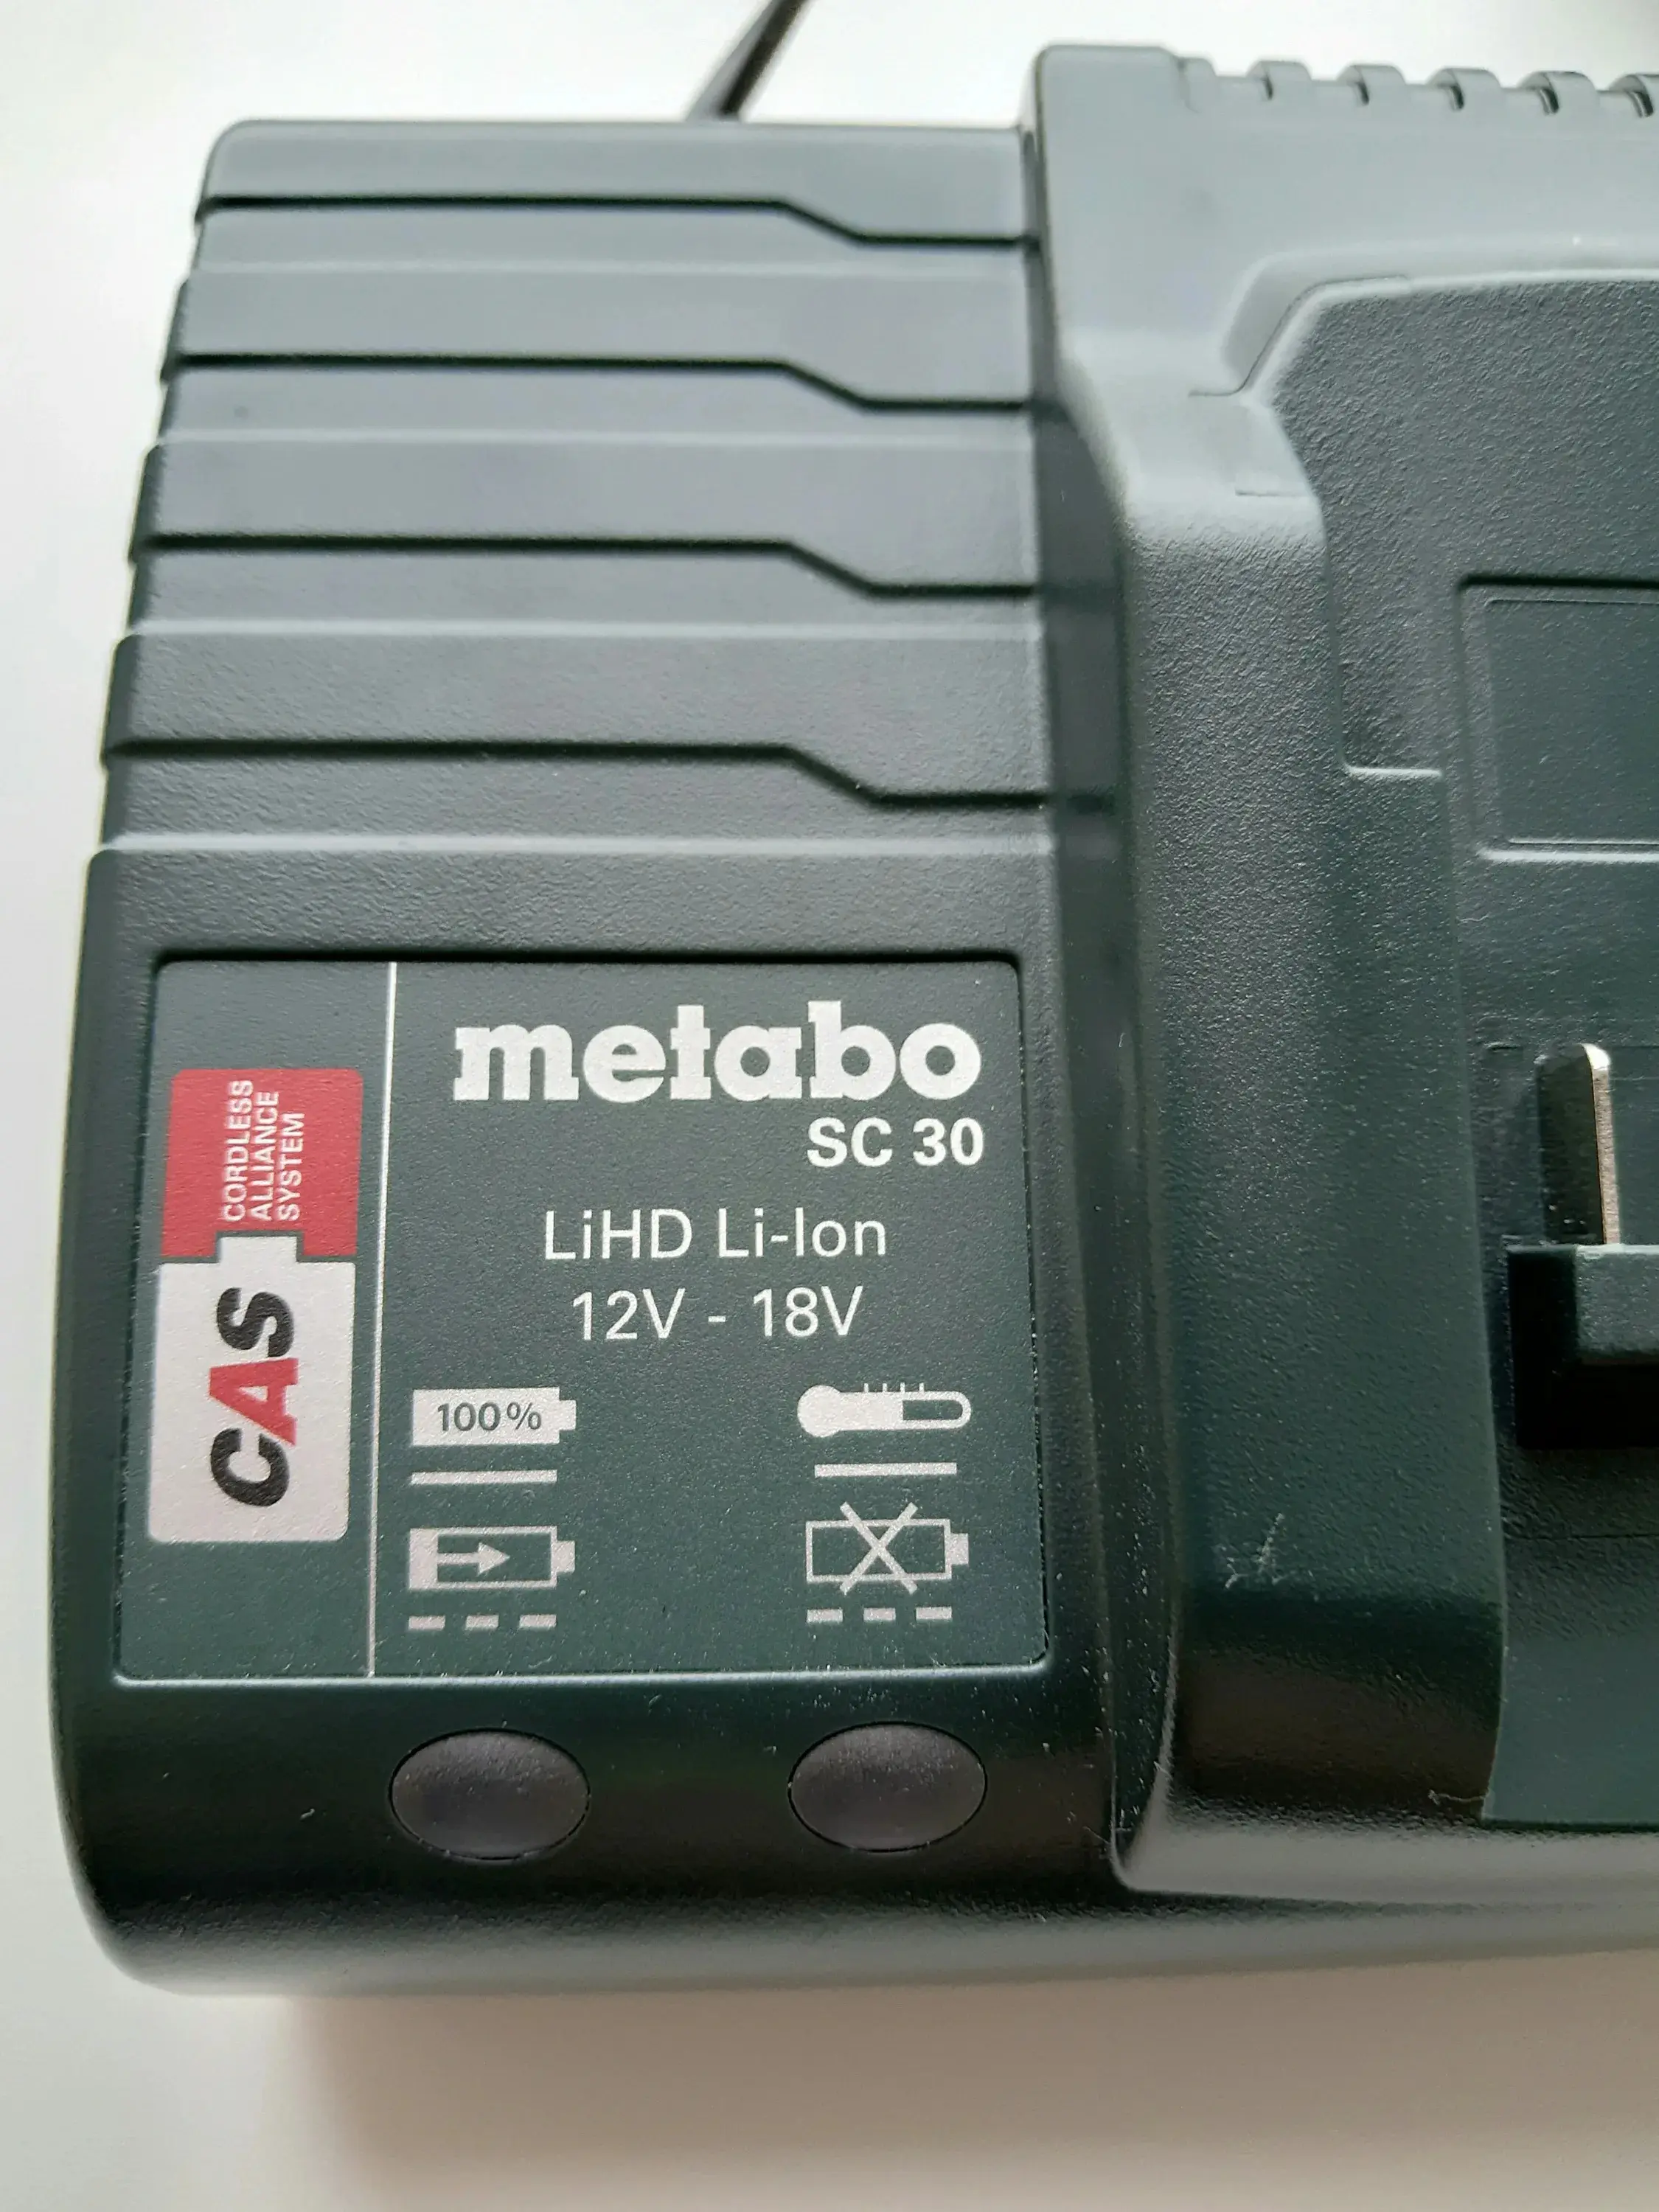 metabo
SC 30
LiHD Li-Ion
12V - 18V
100%
CORDLESS
ALLIANCE
SYSTEM
CAS